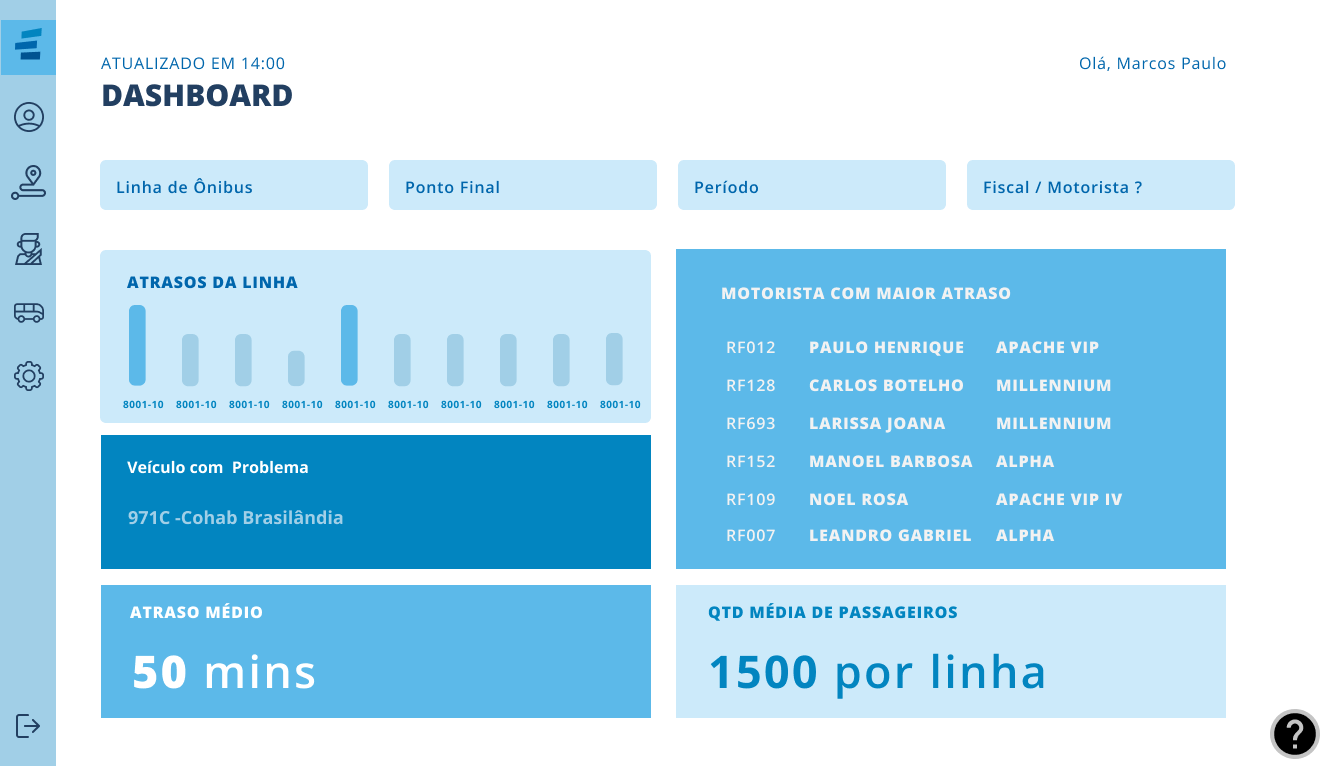 ATUALIZADO EM 14:00
Olá, Marcos Paulo
DASHBOARD
Linha de Ônibus
Ponto Final
Período
Fiscal / Motorista ?
ATRASOS DA LINHA
8001-10 8001-10 8001-10 8001-10 8001-10 8001-10 8001-10 8001-10 8001-10 8001-10
Veículo com  Problema
971C -Cohab Brasilândia
MOTORISTA COM MAIOR ATRASO
RF012 PAULO HENRIQUE APACHE VIP
RF128 CARLOS BOTELHO MILLENNIUM
RF693 LARISSA JOANA MILLENNIUM
RF152 MANOEL BARBOSA ALPHA
RF109 NOEL ROSA APACHE VIP IV
RF007 LEANDRO GABRIEL ALPHA
ATRASO MÉDIO
50 mins
QTD MÉDIA DE PASSAGEIROS
1500 por linha
?